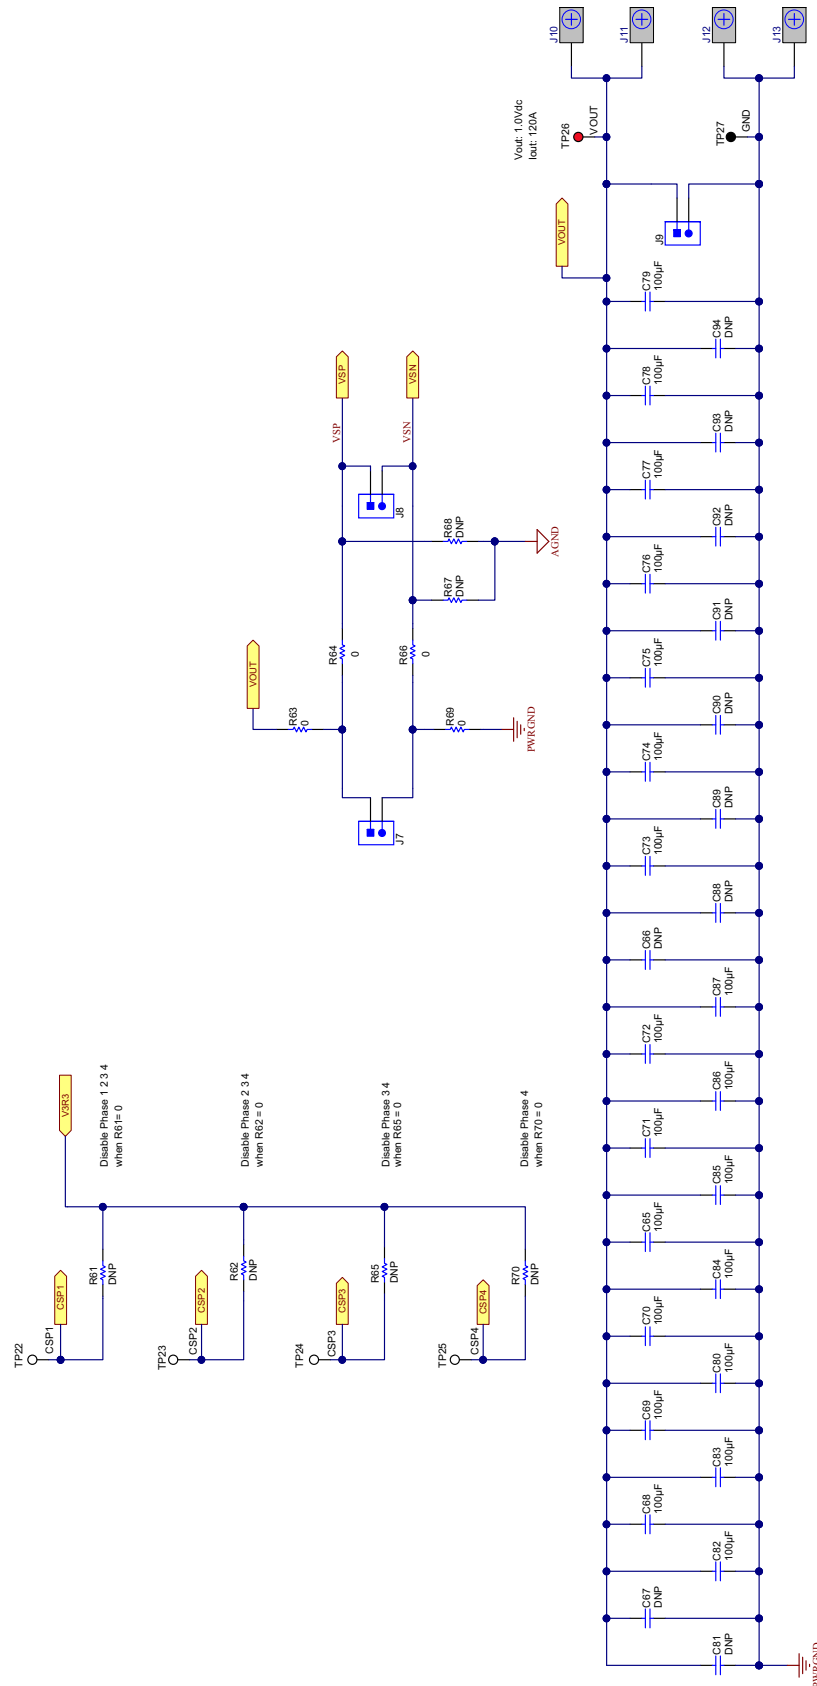 J10
J11
J12
J13
Vout: 1.0Vdc
Iout: 120A
TP26
VOUT
TP27
GND
J9
VOUT
C79
100µF
C94
DNP
C78
100µF
C93
DNP
C77
100µF
C92
DNP
C76
100µF
C91
DNP
C75
100µF
C90
DNP
C74
100µF
C89
DNP
C73
100µF
C88
DNP
C66
DNP
C87
100µF
C72
100µF
C86
100µF
C71
100µF
C85
100µF
C65
100µF
C84
100µF
C70
100µF
C80
100µF
C69
100µF
C83
100µF
C68
100µF
C82
100µF
C67
DNP
C81
DNP
PWRGND
VSP
VSN
VSP
VSN
J8
R68
DNP
R67
DNP
AGND
VOUT
R64
0
R66
0
R63
0
R69
0
PWRGND
J7
V3R3
Disable Phase 1 2 3 4
when R61= 0
Disable Phase 2 3 4
when R62 = 0
Disable Phase 3 4
when R65 = 0
Disable Phase 4
when R70 = 0
TP22
CSP1
CSP1
R61
DNP
TP23
CSP2
CSP2
R62
DNP
TP24
CSP3
CSP3
R65
DNP
TP25
CSP4
CSP4
R70
DNP